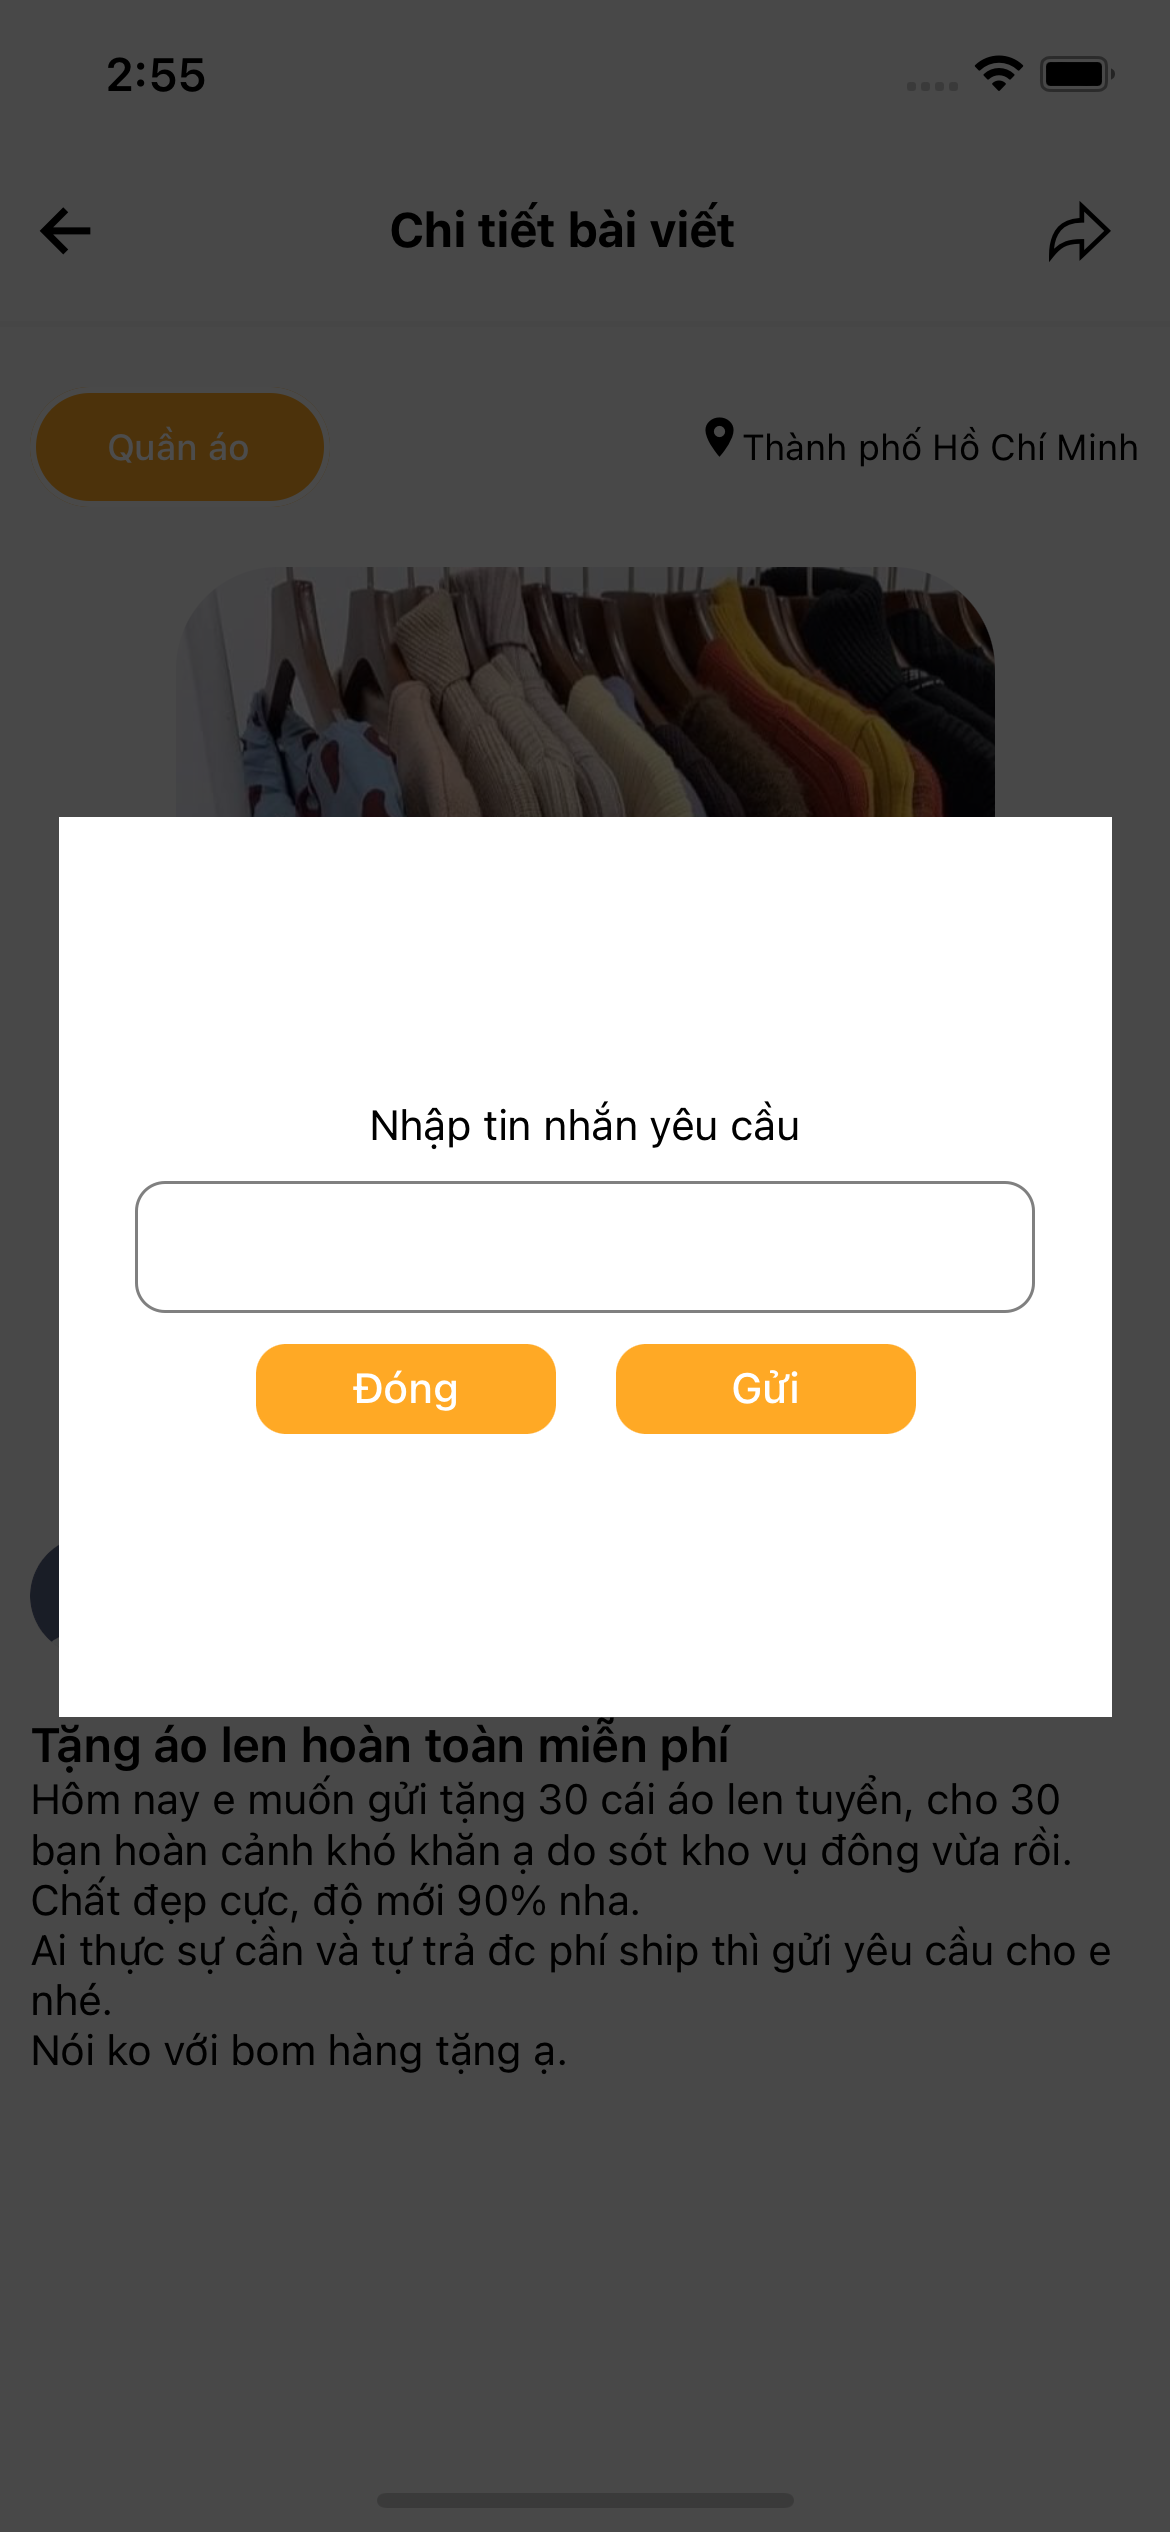 2:55
Chi tiết bài viết
Quần áo
Thành phố Hồ Chí Minh
Nhập tin nhắn yêu cầu
Đóng
Gửi
Tặng áo len hoàn toàn miễn phí
Hôm nay e muốn gửi tặng 30 cái áo len tuyển, cho 30
bạn hoàn cảnh khó khăn ạ do sót kho vụ đông vừa rồi.
Chất đẹp cực, độ mới 90% nha.
Ai thực sự cần và tự trả đc phí ship thì gửi yêu cầu cho e
nhé.
Nói ko với bom hàng tặng ạ.